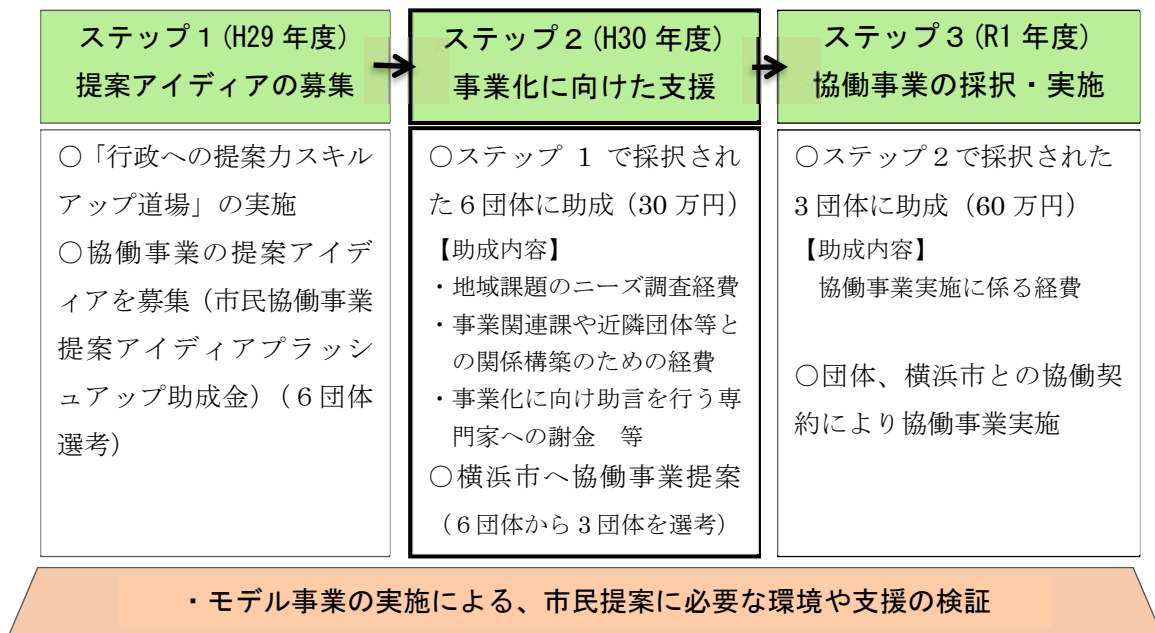 ステップ1 (H29 年度)
提案アイディアの募集
○「行政への提案力スキル
アップ道場」の実施
○協働事業の提案アイデ
ィアを募集（市民協働事業
提案アイディアプラッシ
ュアップ助成金）（６団体
選考）
ステップ２ (H30 年度)
事業化に向けた支援
○ステップ 1 で採択され
た６団体に助成（30 万円）
【助成内容】
・地域課題のニーズ調査経費
・事業関連課や近隣団体等と
の関係構築のための経費
・事業化に向け助言を行う専
門家への謝金　等
○横浜市へ協働事業提案
（６団体から 3 団体を選考）
ステップ３ (R1 年度)
協働事業の採択・実施
○ステップ２で採択された
3 団体に助成（60 万円）
【助成内容】
協働事業実施に係る経費
○団体、横浜市との協働契
約により協働事業実施
・モデル事業の実施による、市民提案に必要な環境や支援の検証